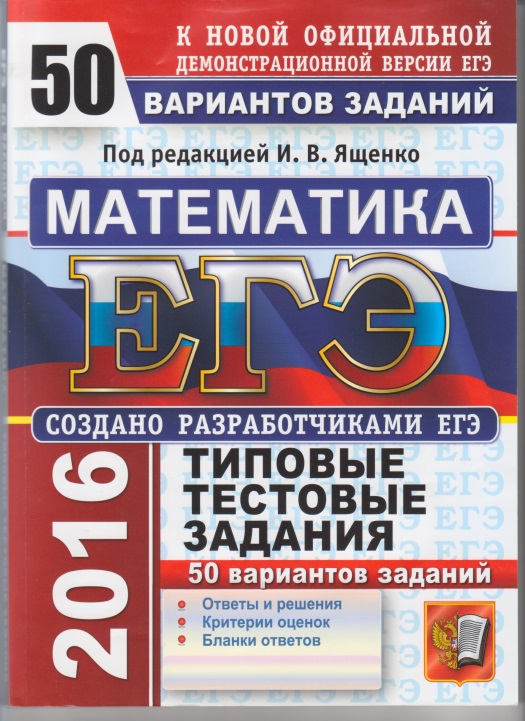 50
К НОВОЙ ОФИЦИАЛЬНОЙ
ДЕМОНСТРАЦИОННОЙ ВЕРСИИ ЕГЭ
ВАРИАНТОВ ЗАДАНИЙ
Под редакцией И. В. Ященко
МАТЕМАТИКА
ЕГЭ
СОЗДАНО РАЗРАБОТЧИКАМИ ЕГЭ
2016
ТИПОВЫЕ
ТЕСТОВЫЕ
ЗАДАНИЯ
50 вариантов заданий
Ответы и решения
Критерии оценок
Бланки ответов